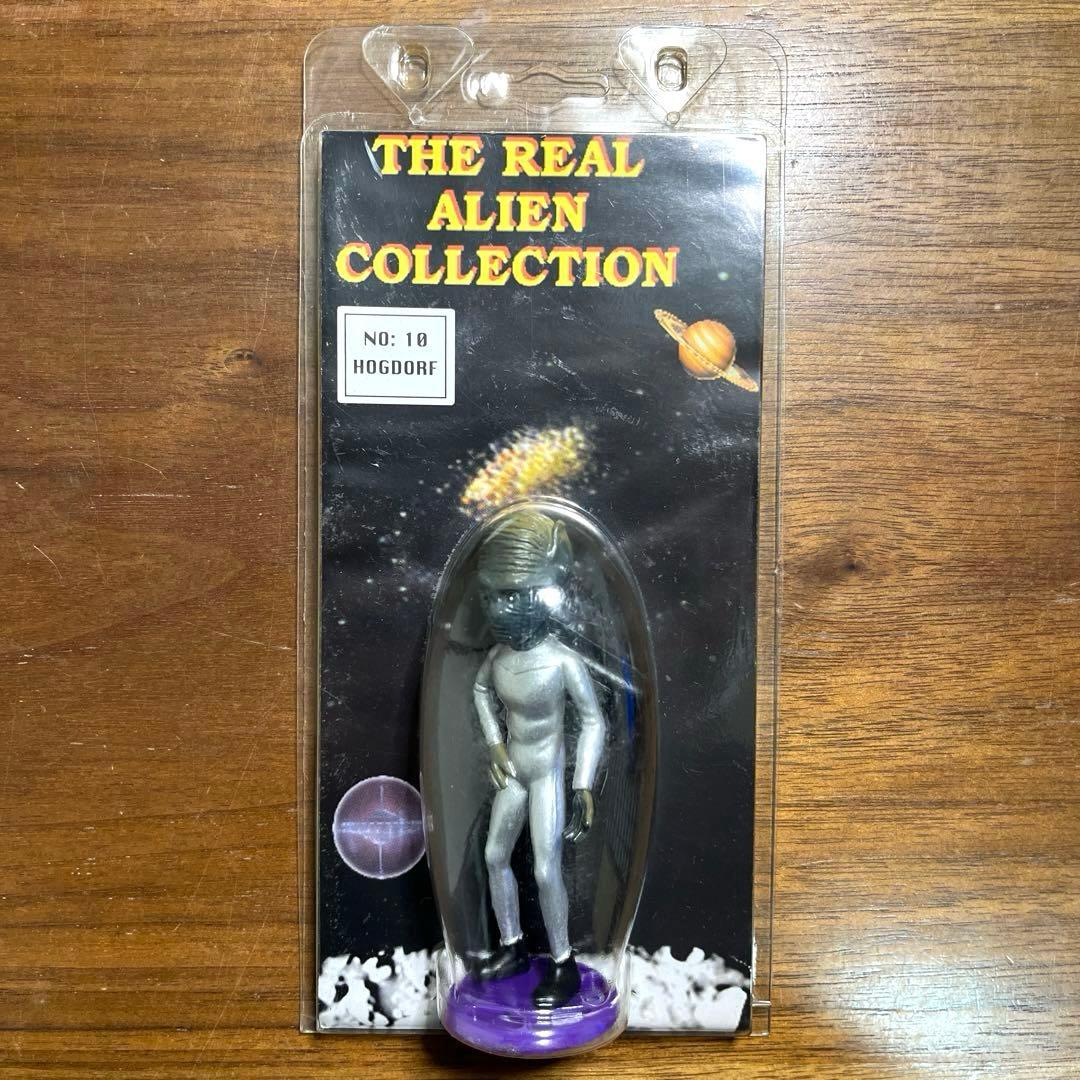 THE REAL
ALIEN
COLLECTION
NO: 10
HOGDORF